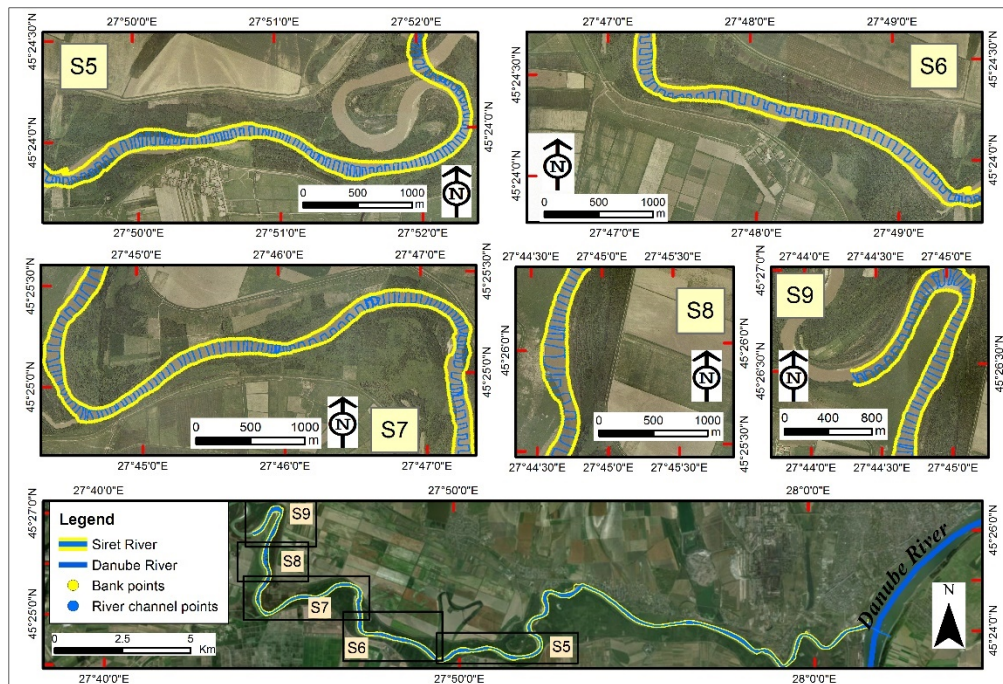 27°50'0"E
27°51'0"E
27°52'0"E
45°24'30"N
45°24'0"N
S5
45°24'0"N
0 500 1000
m
N
27°50'0"E
27°51'0"E
27°52'0"E
27°47'0"E
27°48'0"E
27°49'0"E
45°24'30"N
45°24'0"N
S6
45°24'0"N
N
0 500 1000
m
27°47'0"E
27°48'0"E
27°49'0"E
27°45'0"E
27°46'0"E
27°47'0"E
45°25'30"N
45°25'0"N
45°25'30"N
45°25'0"N
0 500 1000
m
N
S7
27°45'0"E
27°46'0"E
27°47'0"E
27°44'30"E
27°45'0"E
27°45'30"E
45°26'0"N
S8
45°26'0"N
45°25'30"N
N
0 500 1000
m
27°44'30"E
27°45'0"E
27°45'30"E
27°44'0"E
27°44'30"E
27°45'0"E
45°27'0"N
45°26'30"N
S9
45°26'30"N
N
0 400 800
m
27°44'0"E
27°44'30"E
27°45'0"E
27°40'0"E
27°50'0"E
28°0'0"E
45°27'0"N
45°25'0"N
45°26'0"N
45°24'0"N
Legend
Siret River
Danube River
Bank points
River channel points
0 2.5 5
Km
S9
S8
S7
S6
S5
Danube River
N
27°40'0"E
27°50'0"E
28°0'0"E